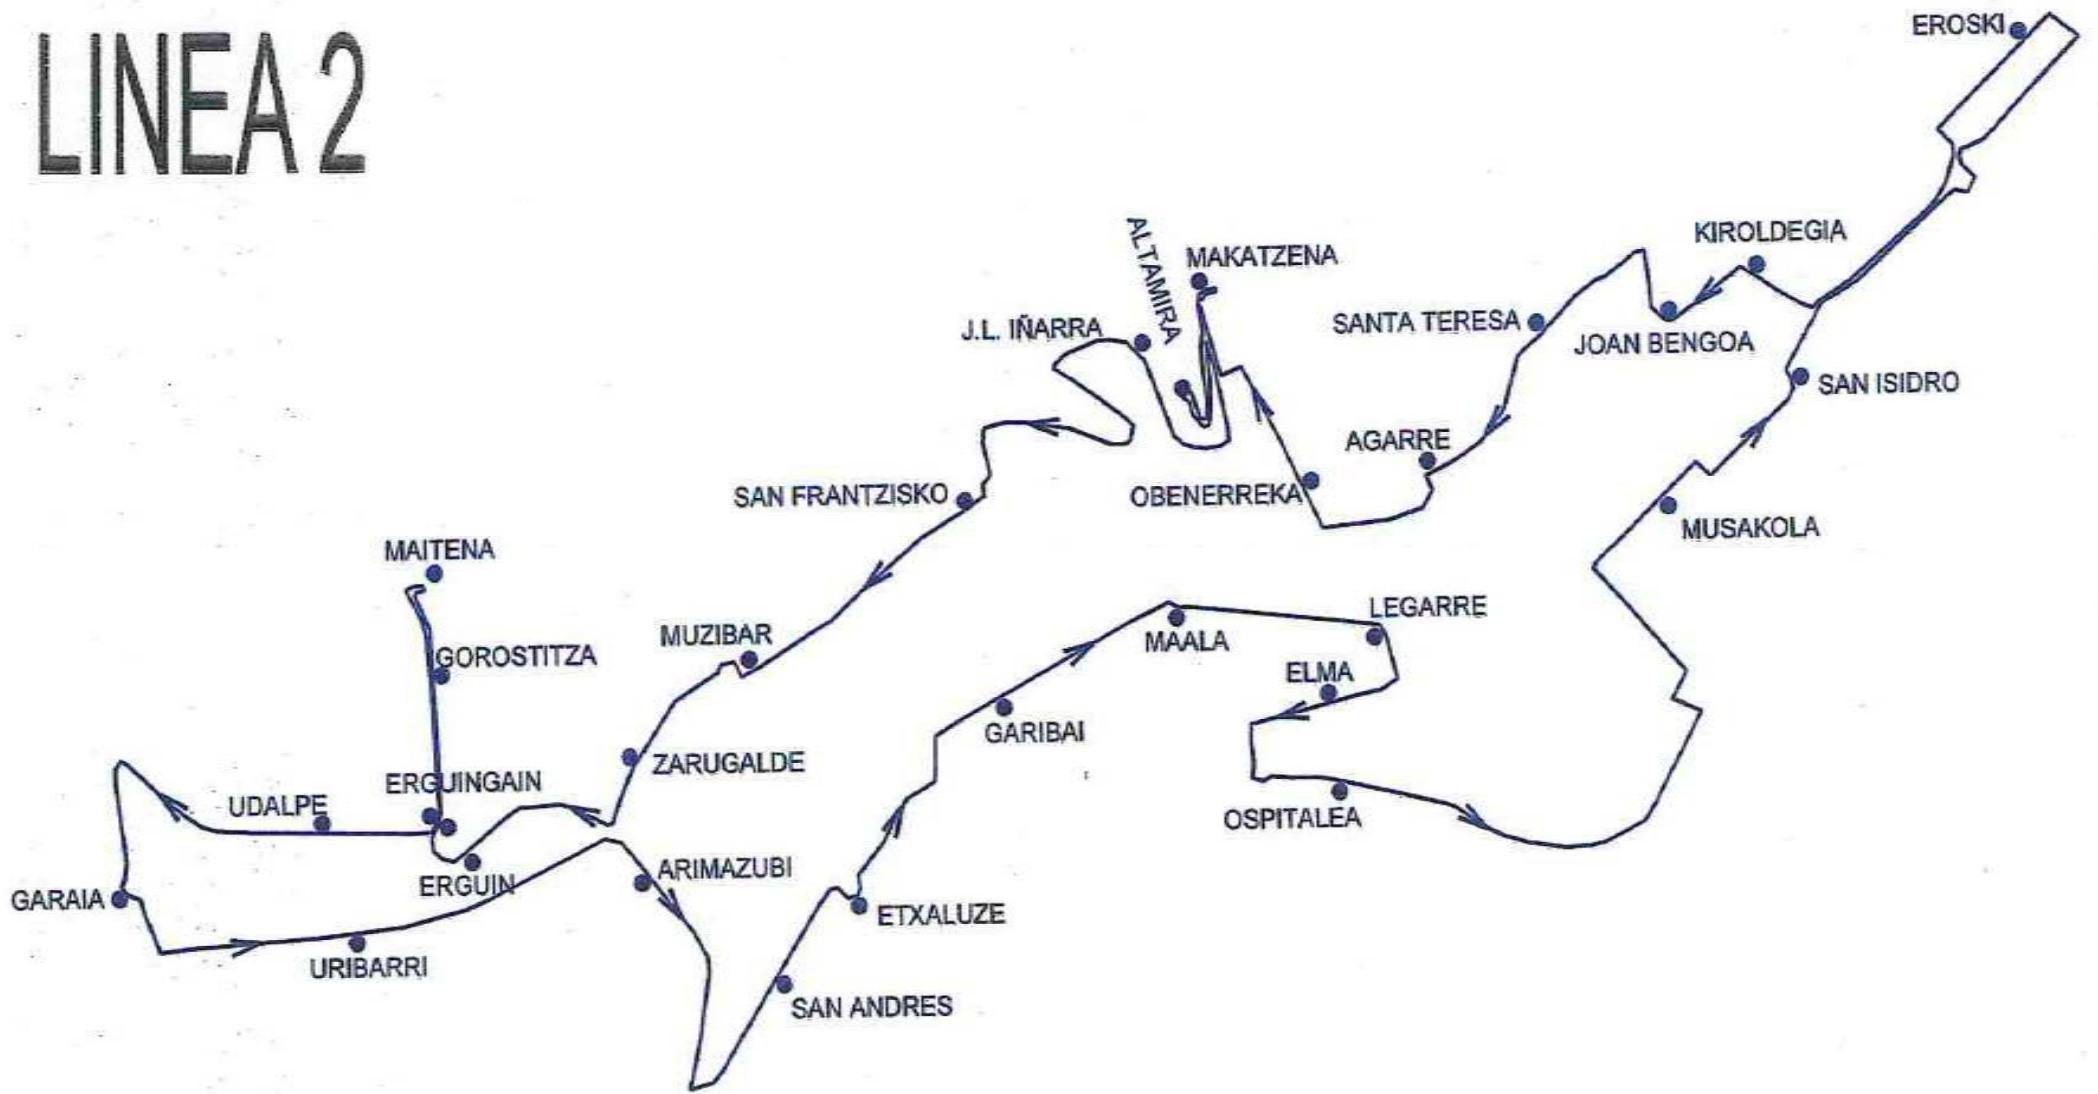 LINEA 2
EROSKI
KIROLDEGIA
ALTAMIRA
MAKATZENA
J.L. IÑARRA
SANTA TERESA
JOAN BENGOA
SAN ISIDRO
AGARRE
SAN FRANTZISKO
OBENERREKA
MUSAKOLA
MAITENA
LEGARRE
MUZIBAR
MAALA
GOROSTITZA
ELMA
GARIBAI
ZARUGALDE
ERGUINGAIN
UDALPE
OSPITALEA
ARIMAZUBI
ERGUIN
GARAIA
ETXALUZE
URIBARRI
SAN ANDRES